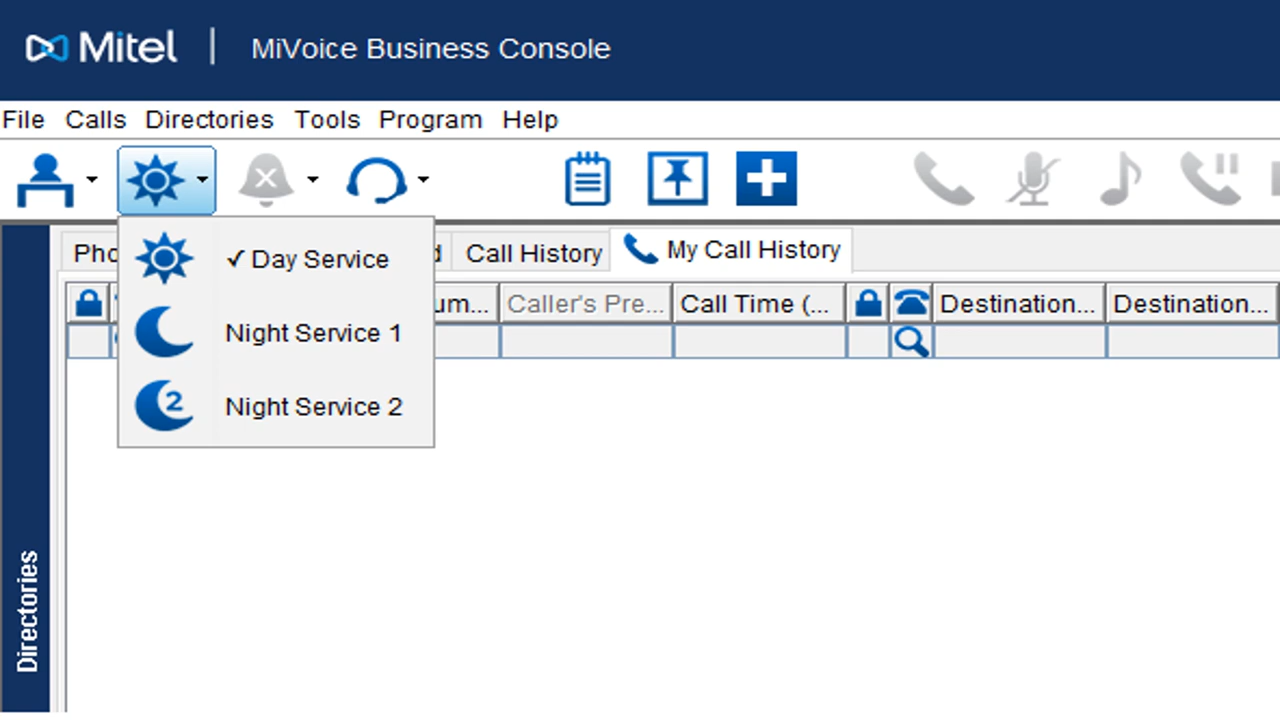 Mitel | MiVoice Business Console
File Calls Directories Tools Program Help
Call History My Call History
✓ Day Service
Caller's Pre... Call Time (... Destination... Destination...
Night Service 1
2 Night Service 2
Directories